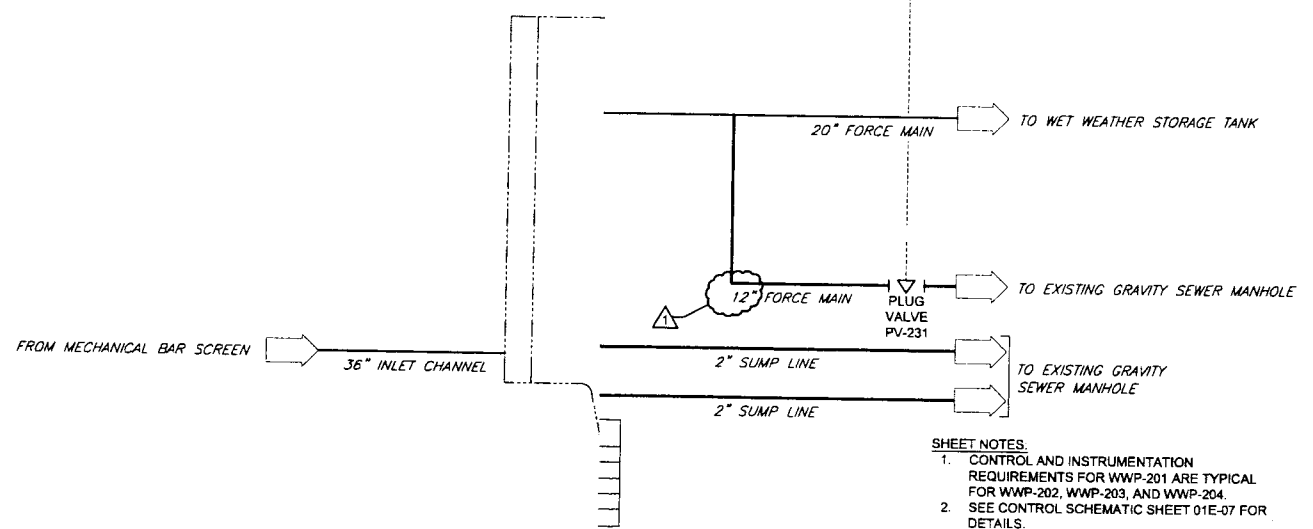 20" FORCE MAIN
TO WET WEATHER STORAGE TANK
12" FORCE MAIN
1
PLUG
VALVE
PV-231
TO EXISTING GRAVITY SEWER MANHOLE
FROM MECHANICAL BAR SCREEN
36" INLET CHANNEL
2" SUMP LINE
2" SUMP LINE
TO EXISTING GRAVITY
SEWER MANHOLE
SHEET NOTES:
1. CONTROL AND INSTRUMENTATION
REQUIREMENTS FOR WWP-201 ARE TYPICAL
FOR WWP-202, WWP-203, AND WWP-204.
2. SEE CONTROL SCHEMATIC SHEET 01E-07 FOR
DETAILS.